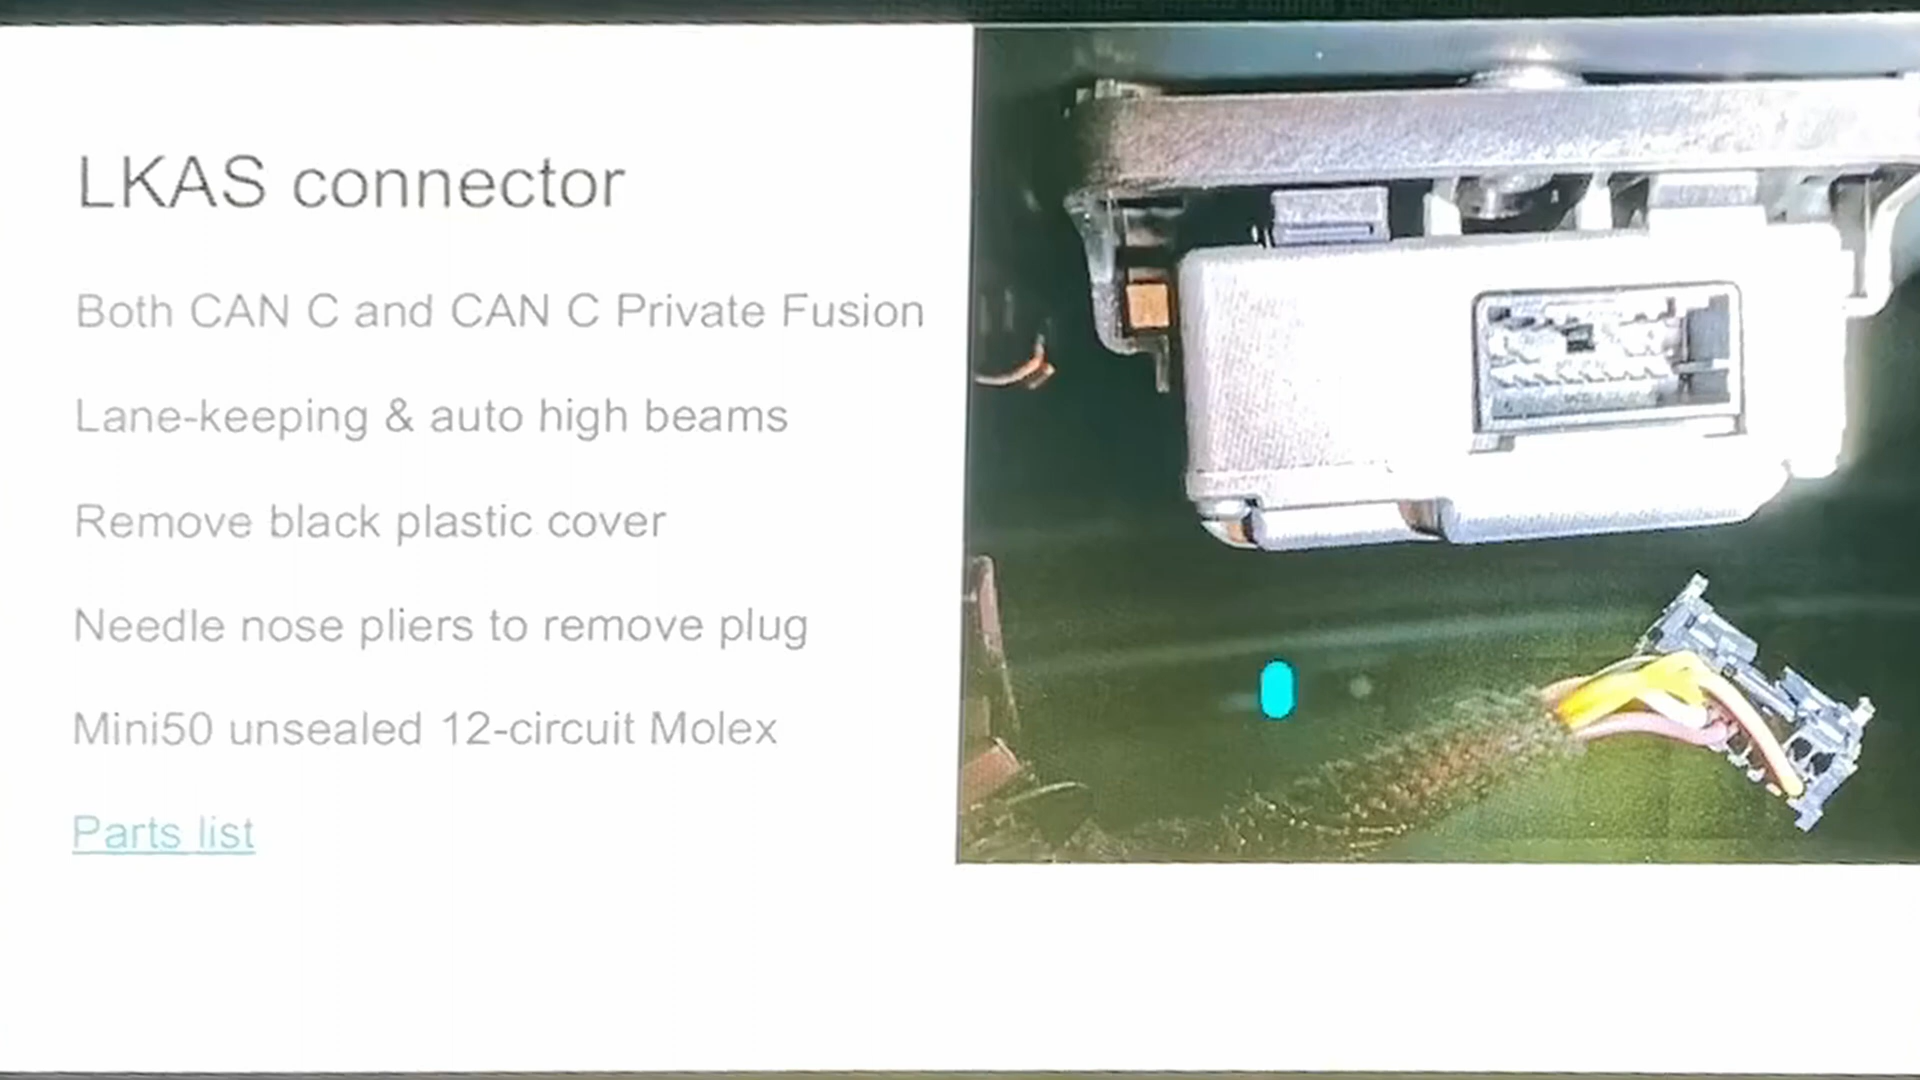 LKAS connector
Both CAN C and CAN C Private Fusion
Lane-keeping & auto high beams
Remove black plastic cover
Needle nose pliers to remove plug
Mini50 unsealed 12-circuit Molex
Parts list